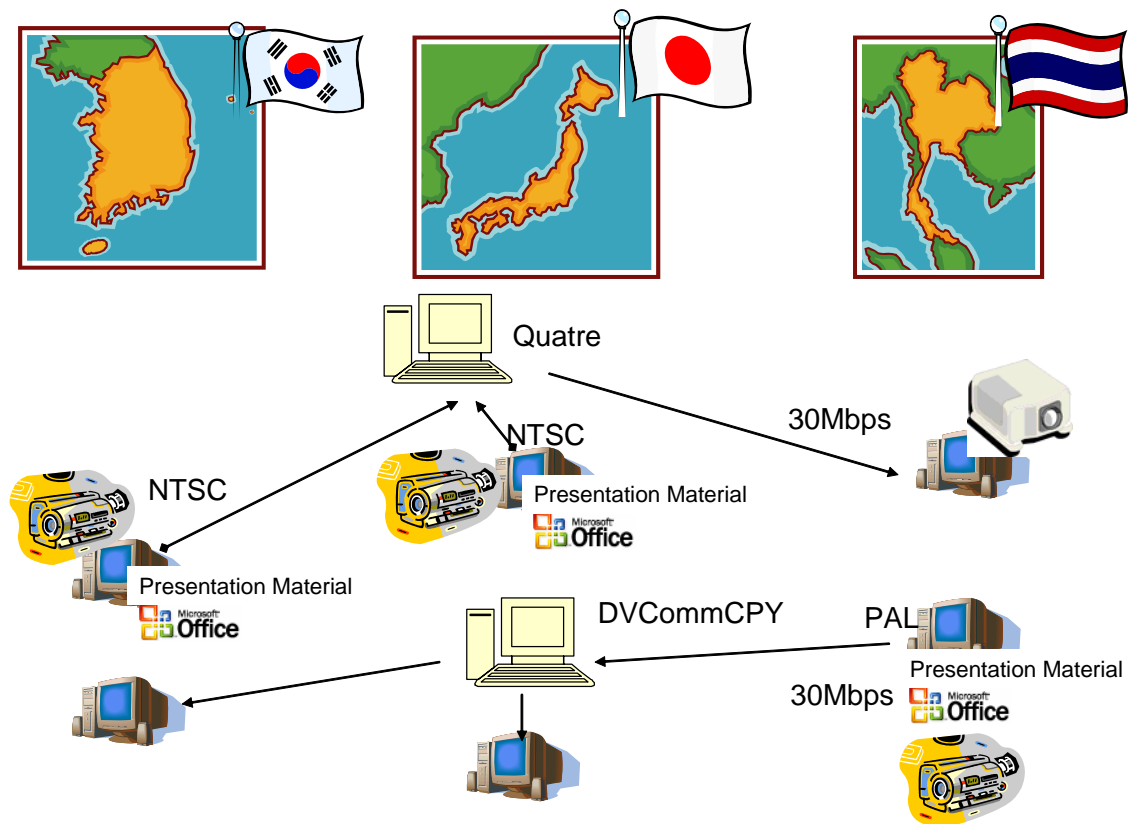 Quatre
30Mbps
NTSC
NTSC
Presentation Material
Microsoft
Office
Presentation Material
Microsoft
Office
DVCommCPY
PAL
Presentation Material
30Mbps
Microsoft
Office